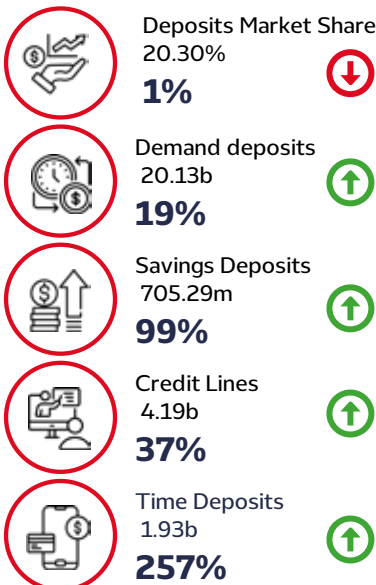 Deposits Market Share
20.30%
1%
Demand deposits
20.13b
19%
Savings Deposits
705.29m
99%
Credit Lines
4.19b
37%
Time Deposits
1.93b
257%